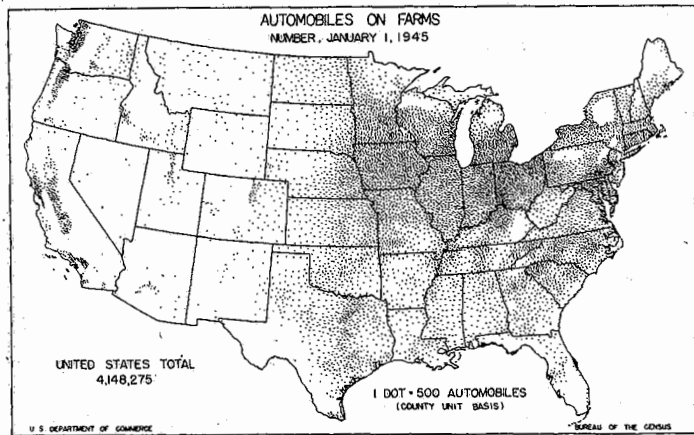 AUTOMOBILES ON FARMS
NUMBER, JANUARY 1, 1945
UNITED STATES TOTAL
4,148,275
1 DOT = 500 AUTOMOBILES
(COUNTY UNIT BASIS)
U S DEPARTMENT OF COMMERCE
BUREAU OF THE CENSUS